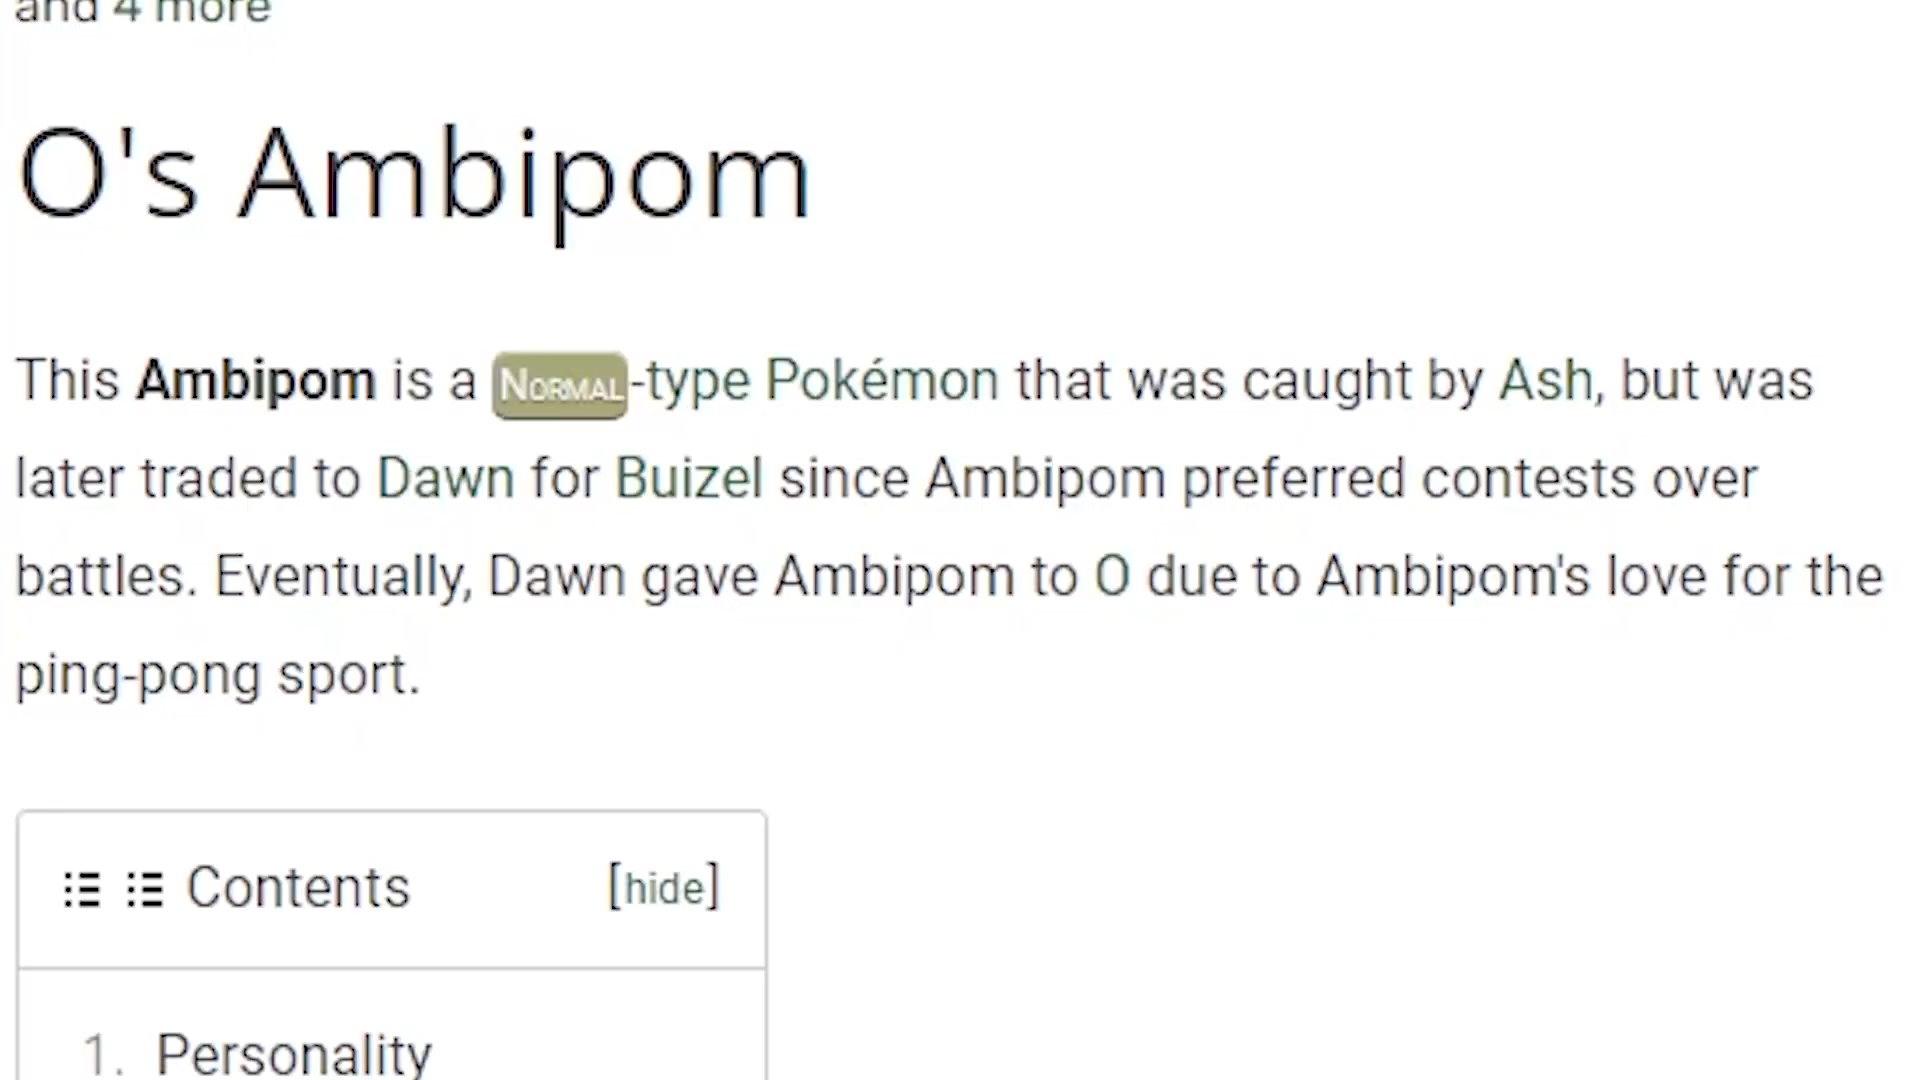 and 4 more
O's Ambipom
This Ambipom is a NORMAL-type Pokémon that was caught by Ash, but was
later traded to Dawn for Buizel since Ambipom preferred contests over
battles. Eventually, Dawn gave Ambipom to O due to Ambipom's love for the
ping-pong sport.
Contents [hide]
1. Personality